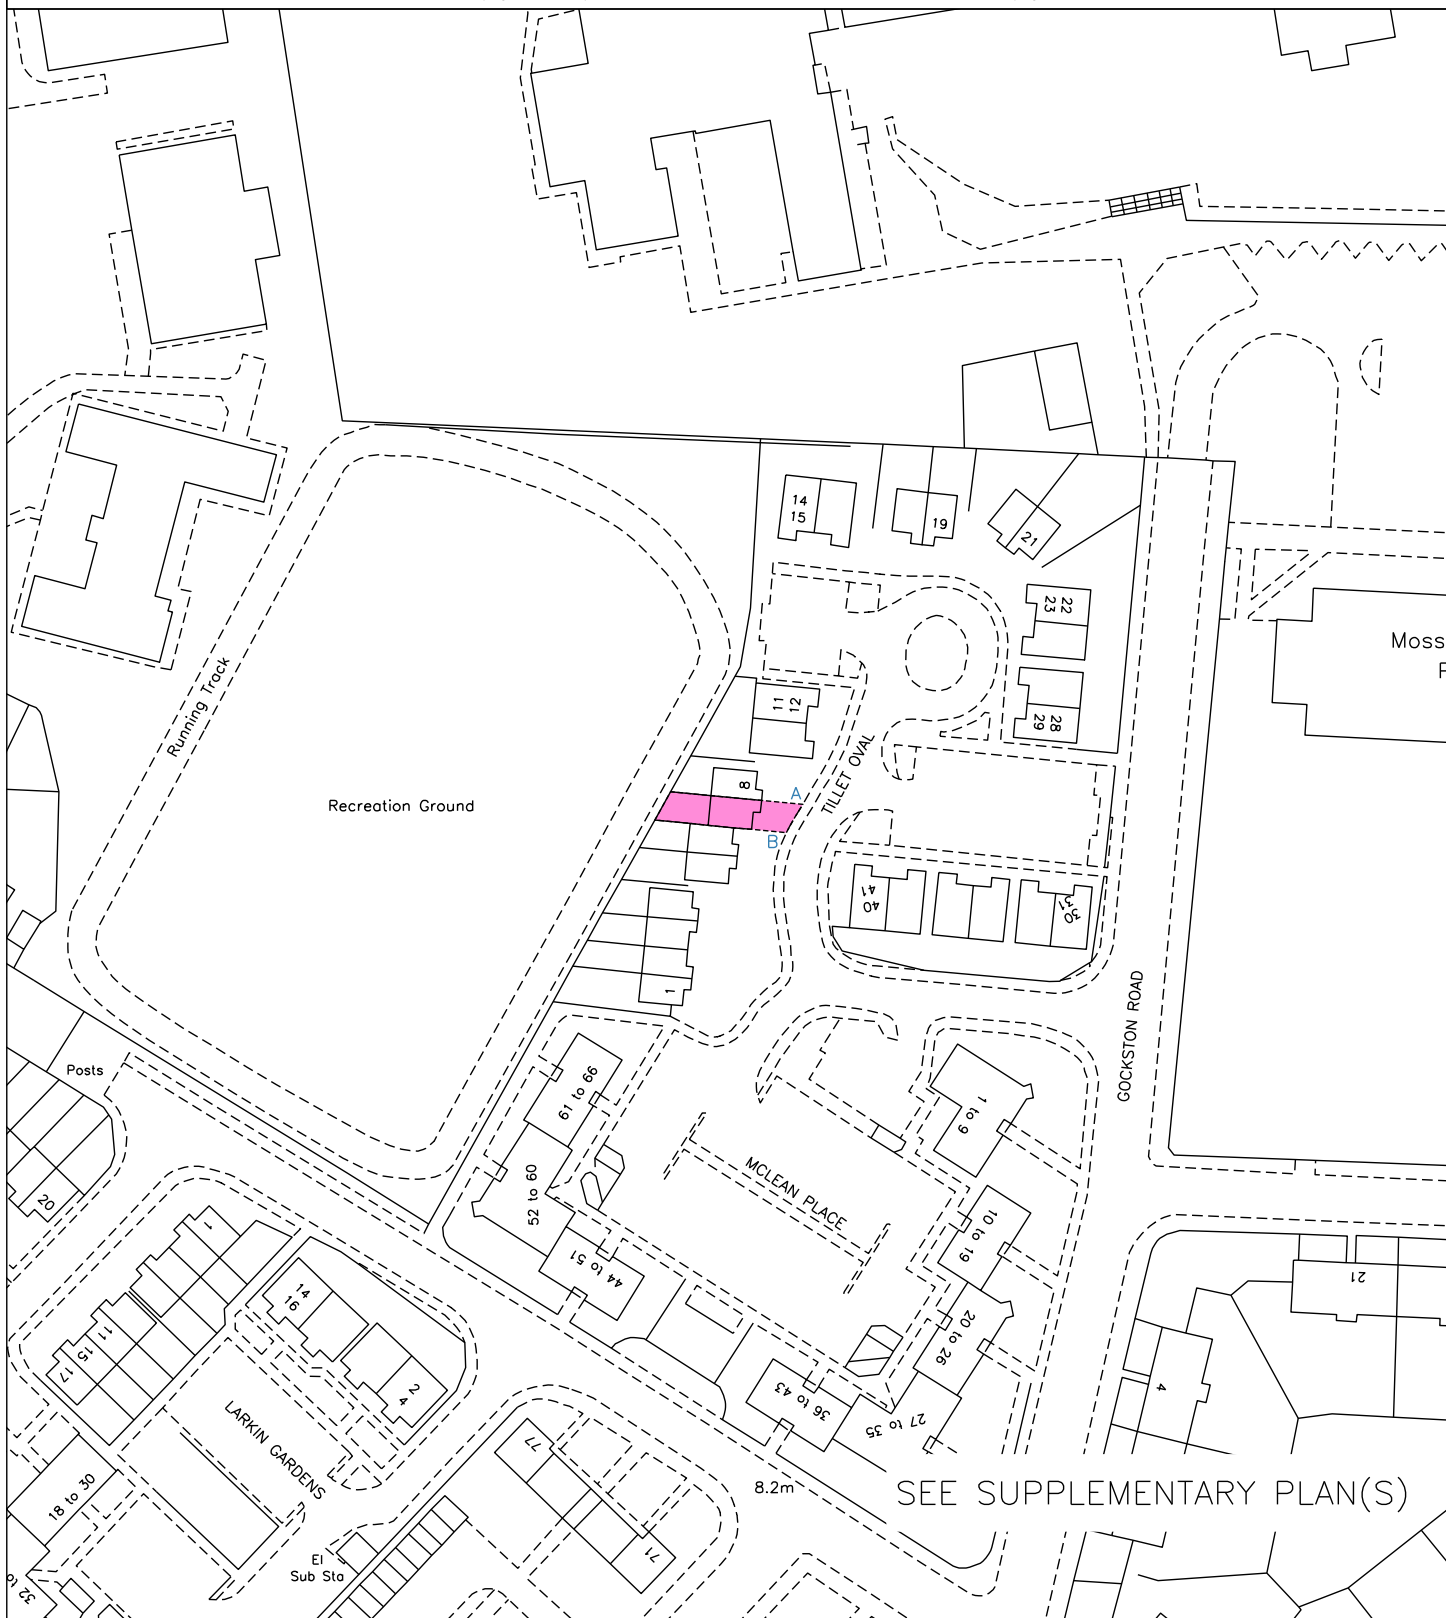 14
15
19
21
22
23
11
12
28
29
Moss
Running Track
Recreation Ground
TILLET OVAL
8
A
B
40
41
30
31
1
GOCKSTON ROAD
Posts
61 to 66
1 to 9
52 to 60
MCLEAN PLACE
44 to 51
10 to 19
20
1
14
16
20 to 26
21
11
15
17
2
4
36 to 43
27 to 35
4
LARKIN GARDENS
77
18 to 30
8.2m
SEE SUPPLEMENTARY PLAN(S)
71
El
Sub Sta
32 to